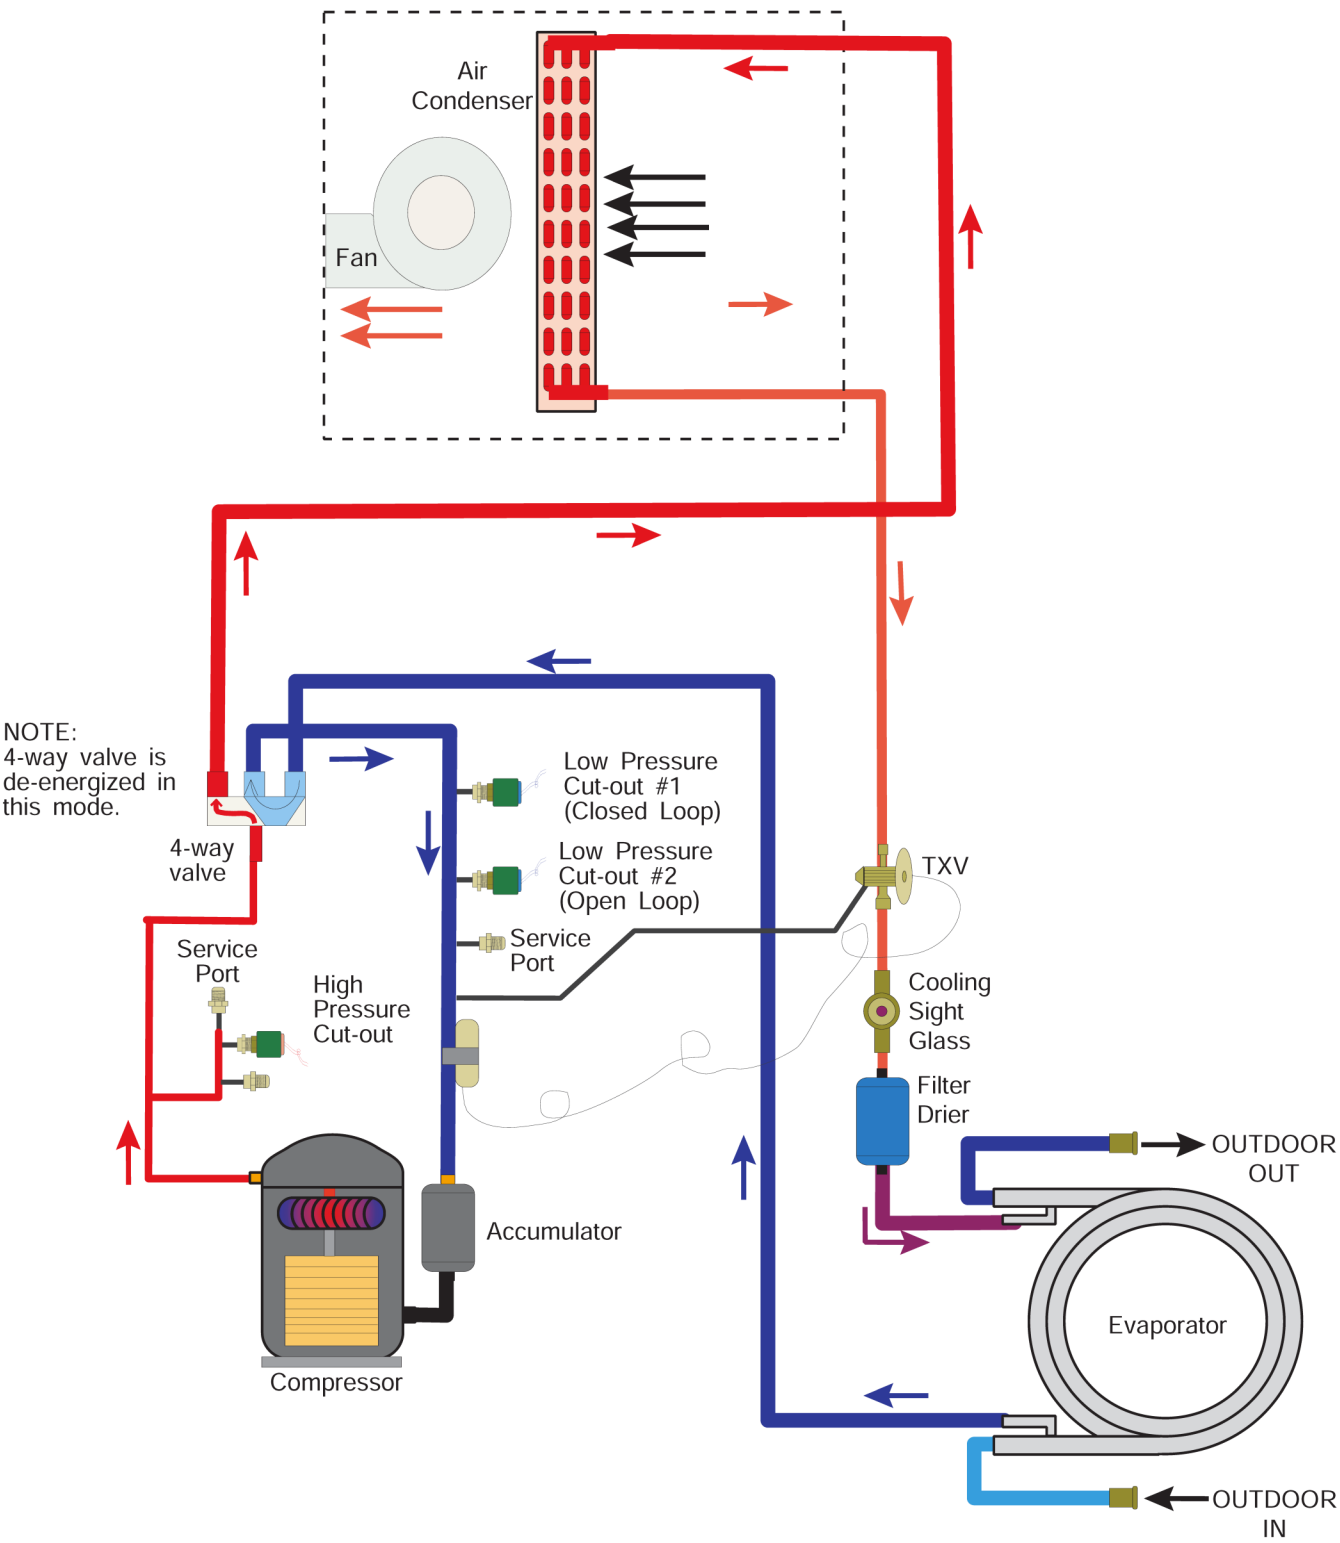 Air
Condenser
Fan
NOTE:
4-way valve is
de-energized in
this mode.
4-way
valve
Low Pressure
Cut-out #1
(Closed Loop)
Low Pressure
Cut-out #2
(Open Loop)
TXV
Service
Port
Service
Port
High
Pressure
Cut-out
Cooling
Sight
Glass
Filter
Drier
OUTDOOR
OUT
Accumulator
Evaporator
Compressor
OUTDOOR
IN